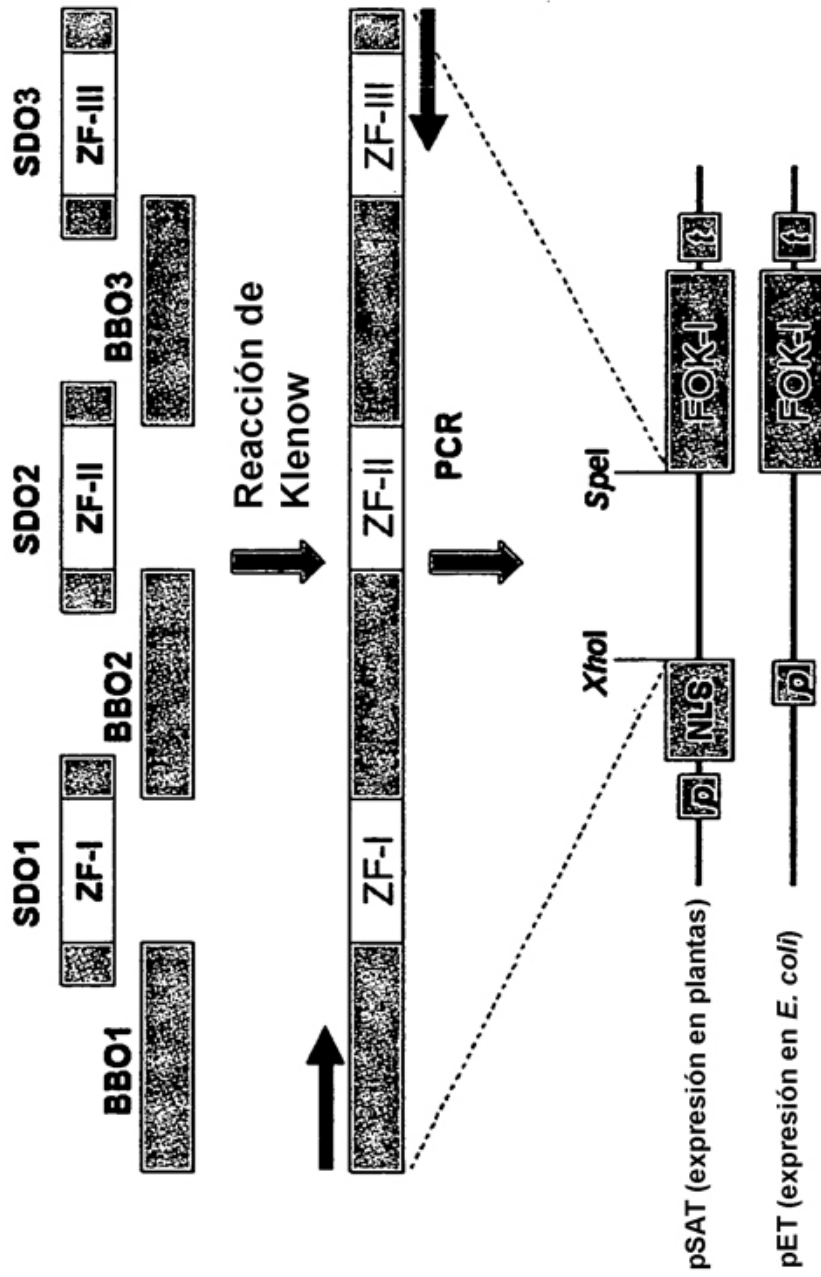 SDO1
SDO2
SDO3
ZF-I
ZF-II
ZF-III
BBO1
BBO2
BBO3
Reacción de
Klenow
ZF-I
ZF-II
ZF-III
PCR
XhoI
SpeI
pSAT (expresión en plantas)
p
NLS
FOK-I
t
pET (expresión en E. coli)
p
FOK-I
t